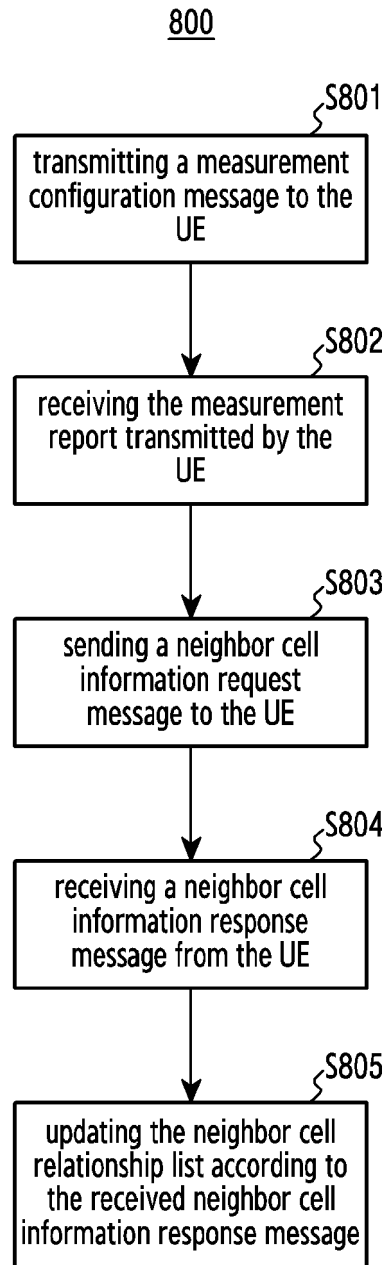 800
S801
transmitting a measurement
configuration message to the
UE
S802
receiving the measurement
report transmitted by the
UE
S803
sending a neighbor cell
information request
message to the UE
S804
receiving a neighbor cell
information response
message from the UE
S805
updating the neighbor cell
relationship list according to
the received neighbor cell
information response message